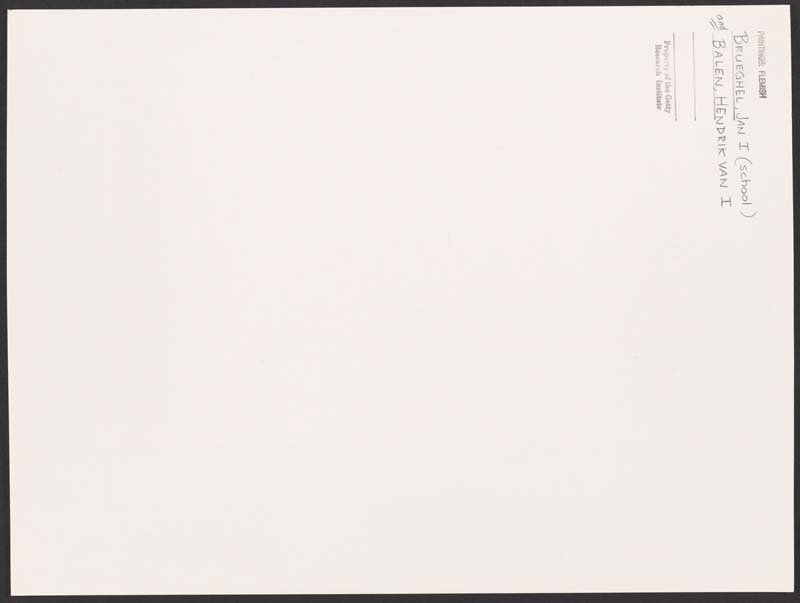 PAINTINGS: FLEMISH
BRUEGHEL, JAN I (school)
and BALEN, HENDRIK VAN I
Property of the Getty
Research Institute